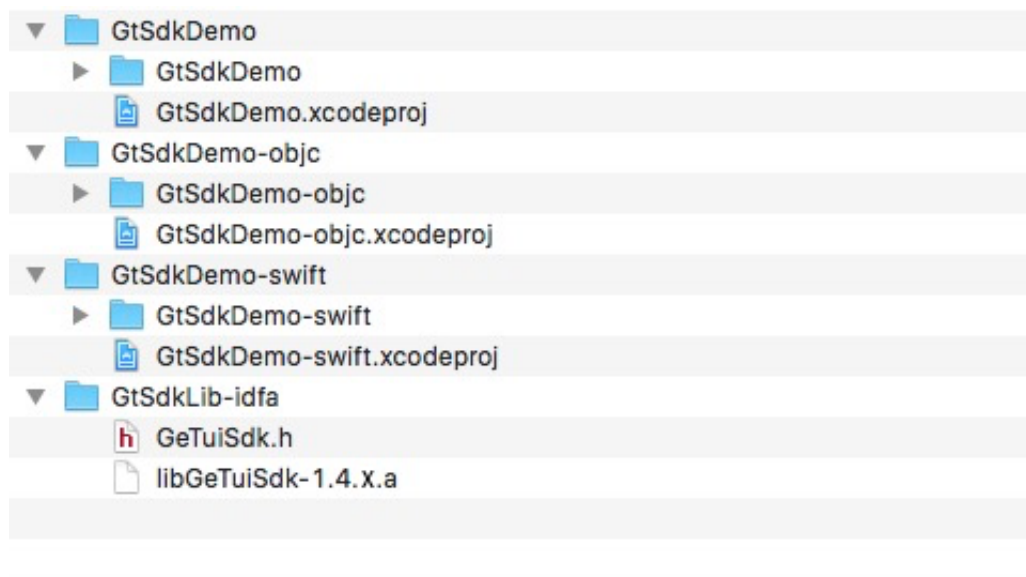 GtSdkDemo
GtSdkDemo
GtSdkDemo.xcodeproj
GtSdkDemo-objc
GtSdkDemo-objc
GtSdkDemo-objc.xcodeproj
GtSdkDemo-swift
GtSdkDemo-swift
GtSdkDemo-swift.xcodeproj
GtSdkLib-idfa
h GeTuiSdk.h
libGeTuiSdk-1.4.X.a